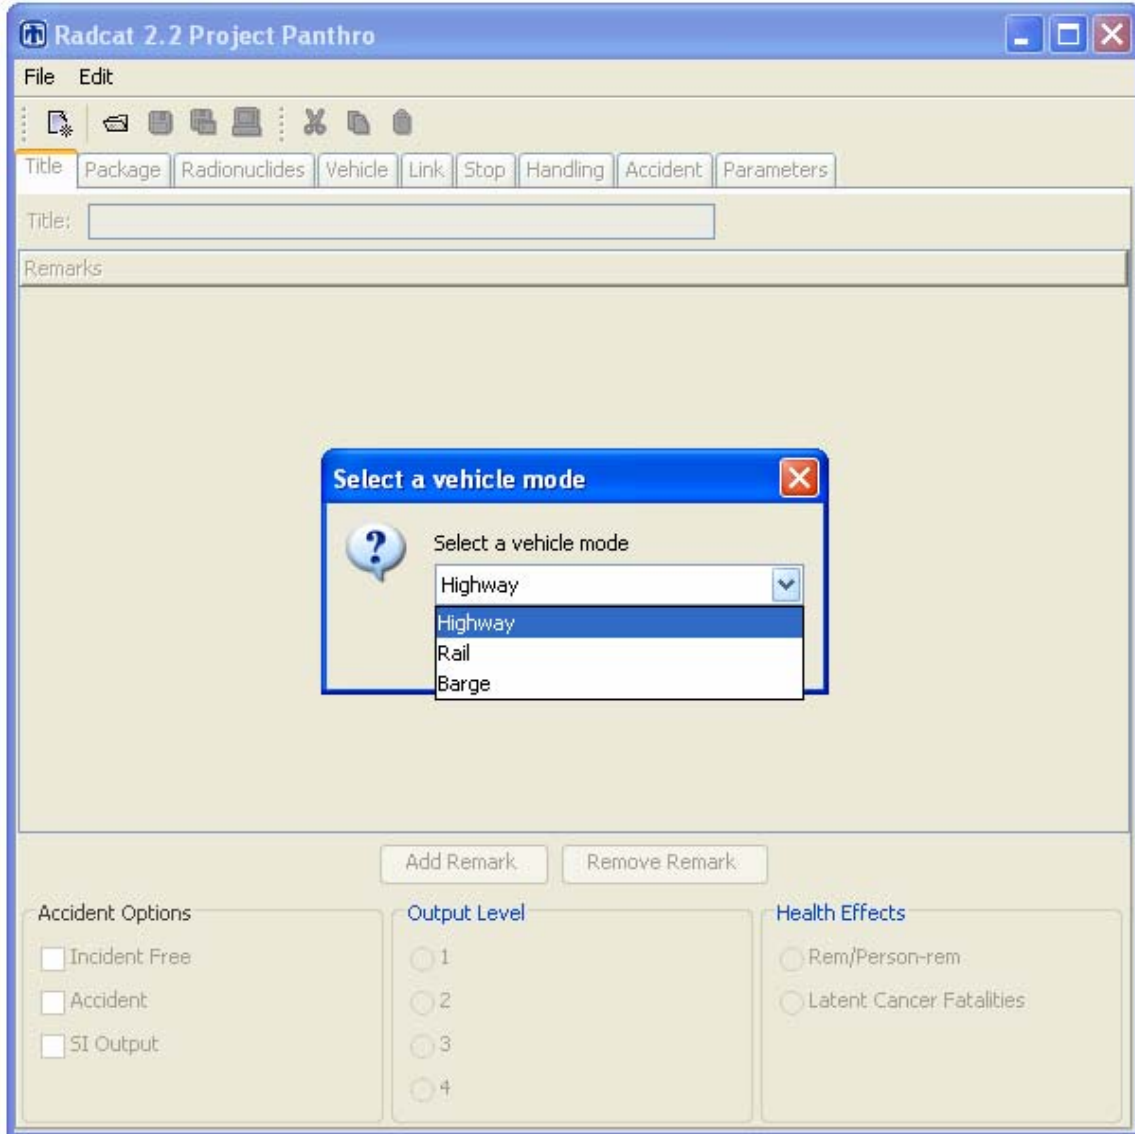 Radcat 2.2 Project Panthro
File Edit
Title Package Radionuclides Vehicle Link Stop Handling Accident Parameters
Title:
Remarks
Select a vehicle mode
Select a vehicle mode
Highway
Highway
Rail
Barge
Add Remark Remove Remark
Accident Options Output Level Health Effects
Incident Free 1 Rem/Person-rem
Accident 2 Latent Cancer Fatalities
SI Output 3
4